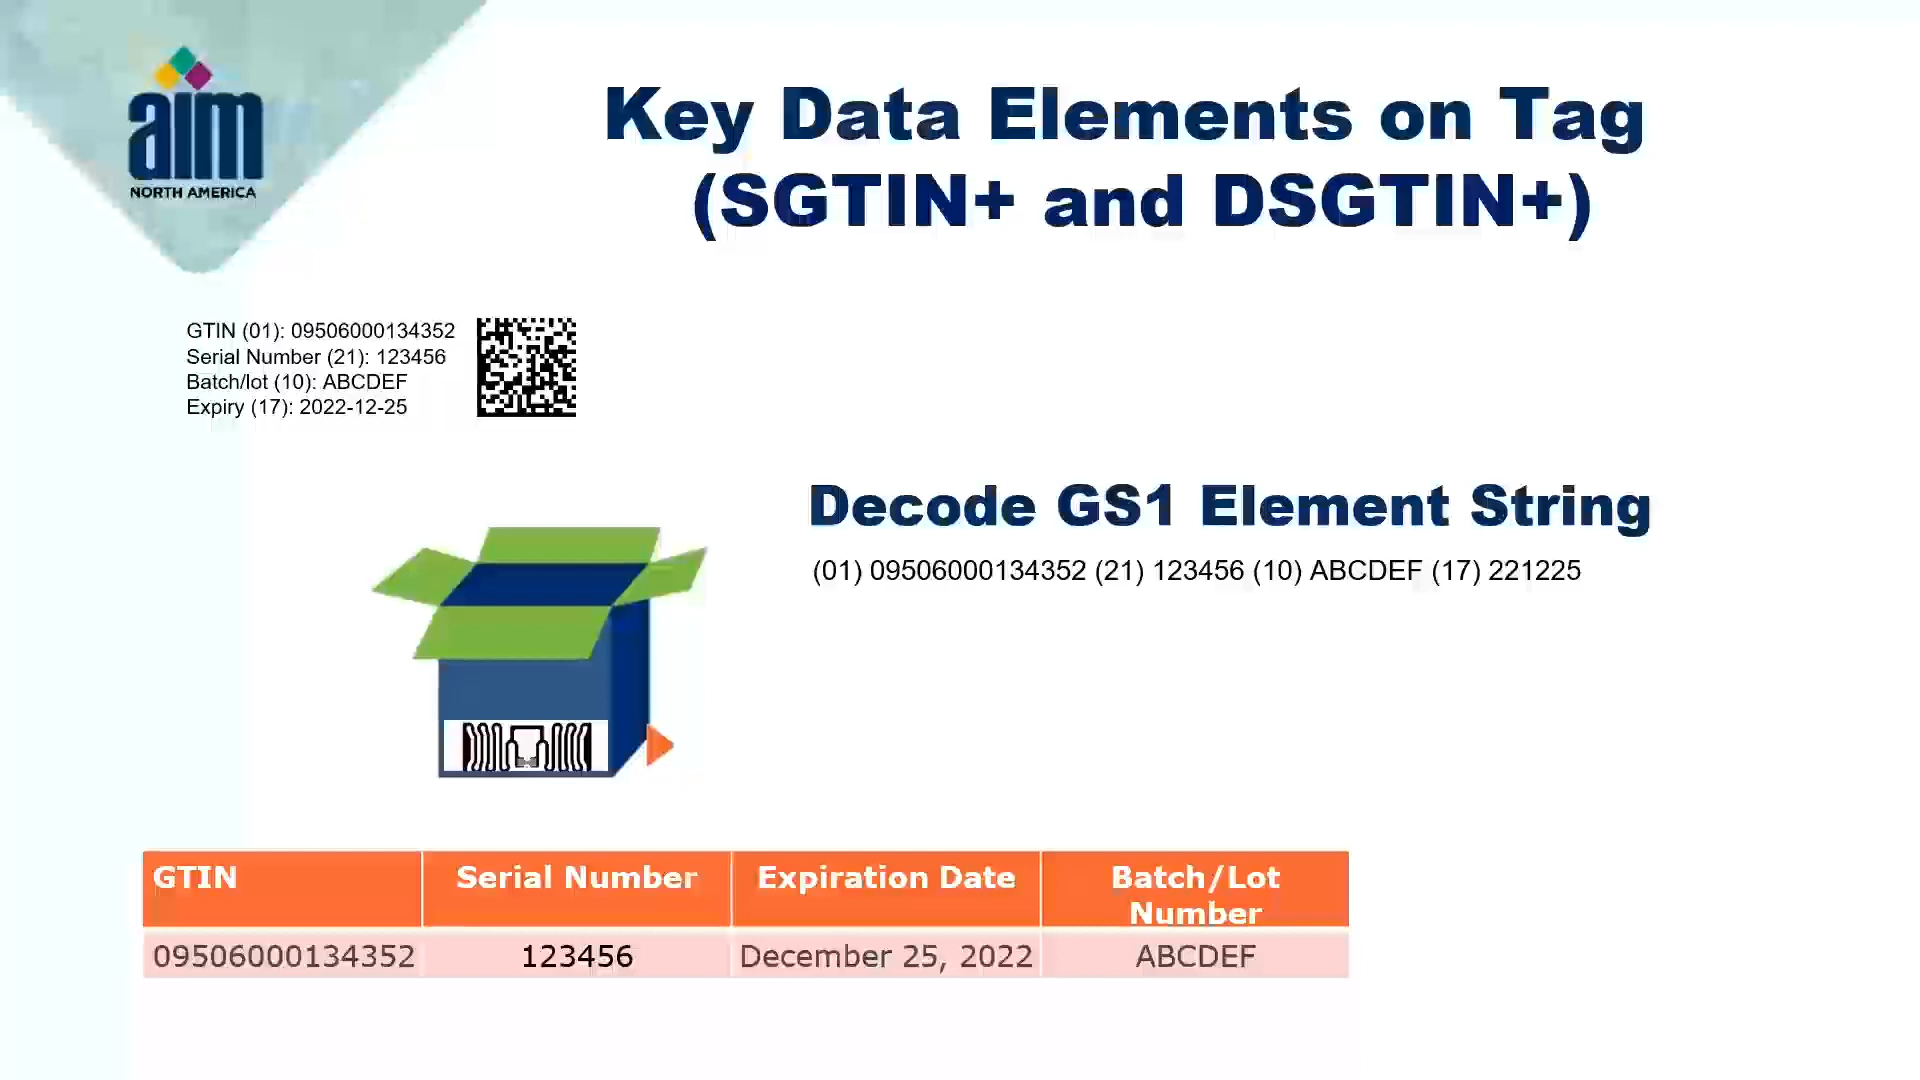 aim
NORTH AMERICA
Key Data Elements on Tag
(SGTIN+ and DSGTIN+)
GTIN (01): 09506000134352
Serial Number (21): 123456
Batch/lot (10): ABCDEF
Expiry (17): 2022-12-25
Decode GS1 Element String
(01) 09506000134352 (21) 123456 (10) ABCDEF (17) 221225
GTIN Serial Number Expiration Date Batch/Lot
Number
09506000134352 123456 December 25, 2022 ABCDEF